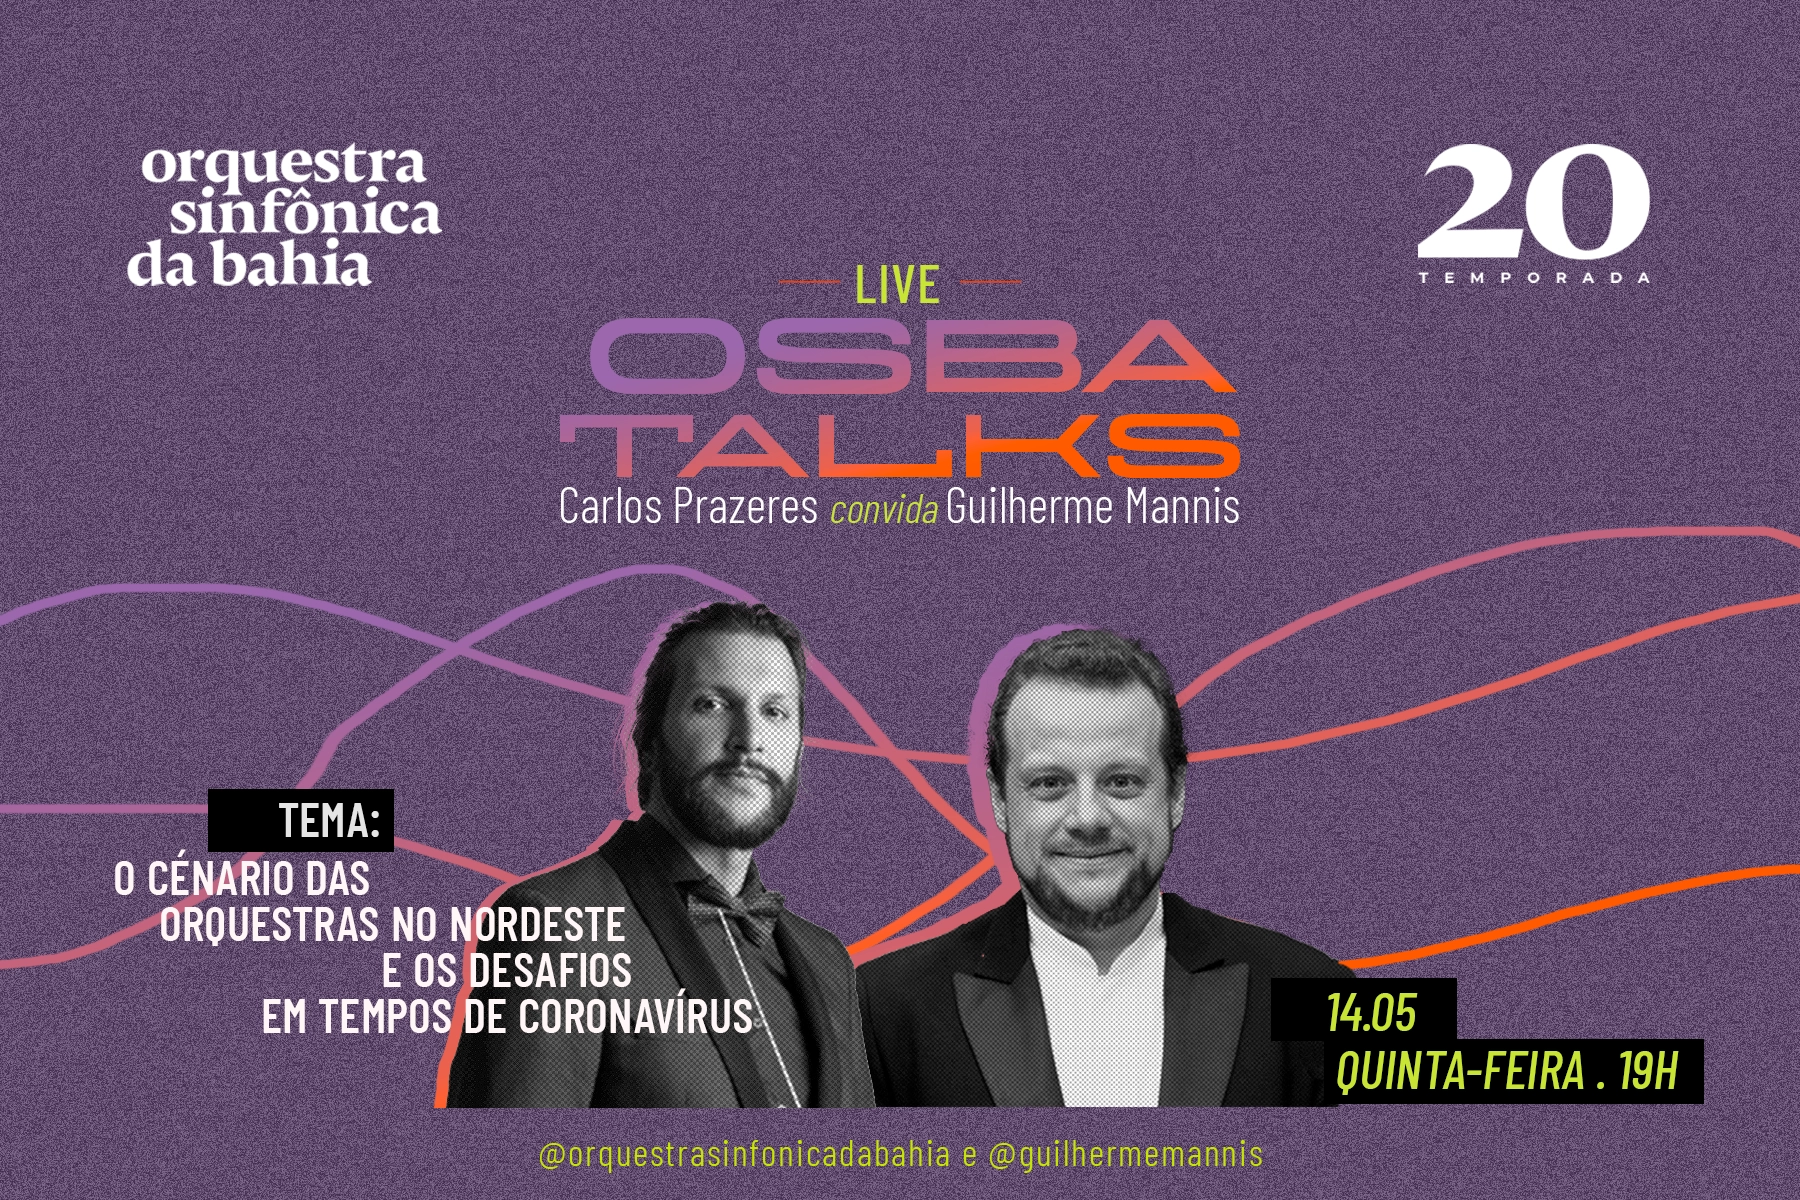 orquestra
sinfônica
da bahia
20
TEMPORADA
LIVE
OSBA
TALKS
Carlos Prazeres convida Guilherme Mannis
TEMA:
O CÉNARIO DAS
ORQUESTRAS NO NORDESTE
E OS DESAFIOS
EM TEMPOS DE CORONAVÍRUS
14.05
QUINTA-FEIRA . 19H
@orquestrasinfonicadabahia e @guilhermemannis